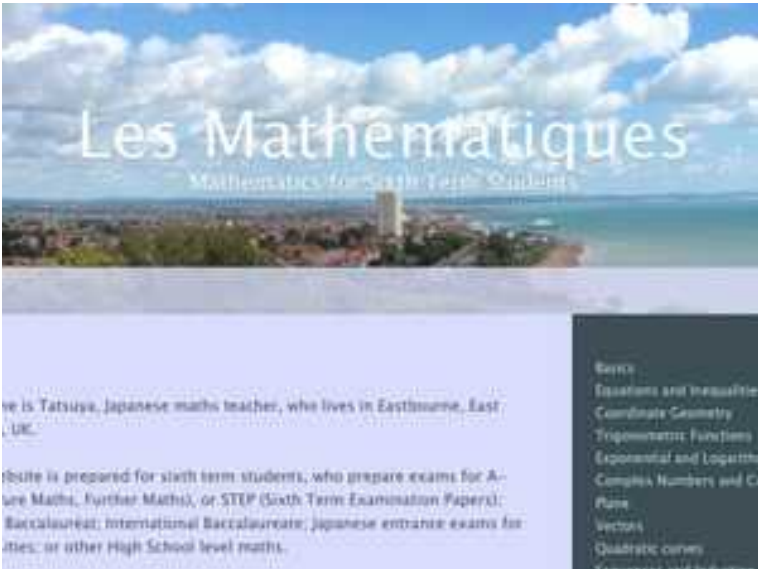 Les Mathematiques
Mathematics for Sixth Term Students
me is Tatsuya, Japanese maths teacher, who lives in Eastbourne, East
, UK.
ebsite is prepared for sixth term students, who prepare exams for A-
ure Maths, Further Maths), or STEP (Sixth Term Examination Papers);
Baccalaureat; International Baccalaureate; Japanese entrance exams for
ities; or other High School level maths.
Basics
Equations and Inequalitie
Coordinate Geometry
Trigonometric Functions
Exponential and Logarith
Complex Numbers and C
Plane
Vectors
Quadratic curves